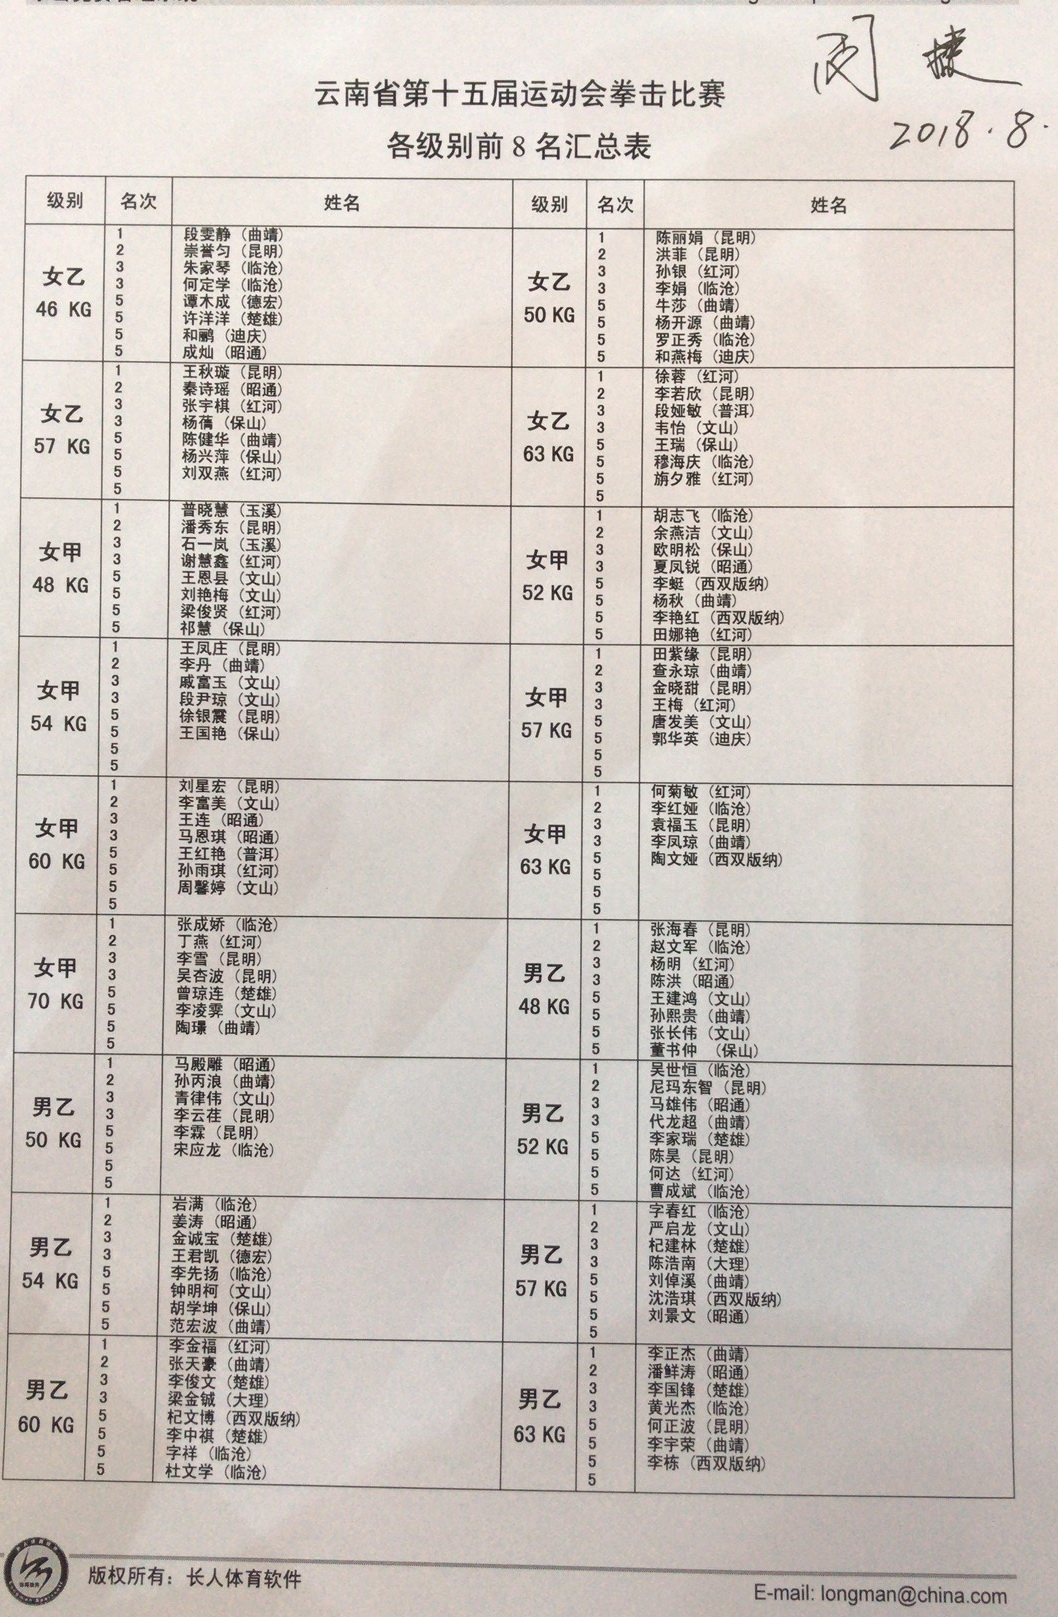 周 捷
2018.8.
云南省第十五届运动会拳击比赛
各级别前8名汇总表
级别 名次 姓名 级别 名次 姓名
女乙 46 KG
1 段雯静（曲靖）
2 崇誉匀（昆明）
3 朱家琴（临沧）
3 何定学（临沧）
5 谭木成（德宏）
5 许洋洋（楚雄）
5 和鹂（迪庆）
5 成灿（昭通）
女乙 50 KG
1 陈丽娟（昆明）
2 洪菲（昆明）
3 孙银（红河）
3 李娟（临沧）
5 牛莎（曲靖）
5 杨开源（曲靖）
5 罗正秀（临沧）
5 和燕梅（迪庆）
女乙 57 KG
1 王秋璇（昆明）
2 秦诗瑶（昭通）
3 张宇棋（红河）
3 杨蒨（保山）
5 陈健华（曲靖）
5 杨兴萍（保山）
5 刘双燕（红河）
5
女乙 63 KG
1 徐蓉（红河）
2 李若欣（昆明）
3 段娅敏（普洱）
3 韦怡（文山）
5 王瑞（保山）
5 穆海庆（临沧）
5 旃夕雅（红河）
5
女甲 48 KG
1 普晓慧（玉溪）
2 潘秀东（昆明）
3 石一岚（玉溪）
3 谢慧鑫（红河）
5 王恩县（文山）
5 刘艳梅（文山）
5 梁俊贤（红河）
5 祁慧（保山）
女甲 52 KG
1 胡志飞（临沧）
2 余燕洁（文山）
3 欧明松（保山）
3 夏凤锐（昭通）
5 李蜓（西双版纳）
5 杨秋（曲靖）
5 李艳红（西双版纳）
5 田娜艳（红河）
女甲 54 KG
1 王凤庄（昆明）
2 李丹（曲靖）
3 戚富玉（文山）
3 段尹琼（文山）
5 徐银震（昆明）
5 王国艳（保山）
5
5
女甲 57 KG
1 田紫缘（昆明）
2 查永琼（曲靖）
3 金晓甜（昆明）
3 王梅（红河）
5 唐发美（文山）
5 郭华英（迪庆）
5
5
女甲 60 KG
1 刘星宏（昆明）
2 李富美（文山）
3 王连（昭通）
3 马恩琪（昭通）
5 王红艳（普洱）
5 孙雨琪（红河）
5 周馨婷（文山）
5
女甲 63 KG
1 何菊敏（红河）
2 李红娅（临沧）
3 袁福玉（昆明）
3 李凤琼（曲靖）
5 陶文娅（西双版纳）
5
5
5
女甲 70 KG
1 张成娇（临沧）
2 丁燕（红河）
3 李雪（昆明）
3 吴杏波（昆明）
5 曾琼连（楚雄）
5 李凌霁（文山）
5 陶璟（曲靖）
5
男乙 48 KG
1 张海春（昆明）
2 赵文军（临沧）
3 杨明（红河）
3 陈洪（昭通）
5 王建鸿（文山）
5 孙熙贵（曲靖）
5 张长伟（文山）
5 董书仲 （保山）
男乙 50 KG
1 马殿雕（昭通）
2 孙丙浪（曲靖）
3 青律伟（文山）
3 李云荏（昆明）
5 李霖（昆明）
5 宋应龙（临沧）
5
5
男乙 52 KG
1 吴世恒（临沧）
2 尼玛东智（昆明）
3 马雄伟（昭通）
3 代龙超（曲靖）
5 李家瑞（楚雄）
5 陈昊（昆明）
5 何达（红河）
5 曹成斌（临沧）
男乙 54 KG
1 岩满（临沧）
2 姜涛（昭通）
3 金诚宝（楚雄）
3 王君凯（德宏）
5 李先扬（临沧）
5 钟明柯（文山）
5 胡学坤（保山）
5 范宏波（曲靖）
男乙 57 KG
1 字春红（临沧）
2 严启龙（文山）
3 杞建林（楚雄）
3 陈浩南（大理）
5 刘倬溪（曲靖）
5 沈浩琪（西双版纳）
5 刘景文（昭通）
5
男乙 60 KG
1 李金福（红河）
2 张天豪（曲靖）
3 李俊文（楚雄）
3 梁金铖（大理）
5 杞文博（西双版纳）
5 李中祺（楚雄）
5 字祥（临沧）
5 杜文学（临沧）
男乙 63 KG
1 李正杰（曲靖）
2 潘鲜涛（昭通）
3 李国锋（楚雄）
3 黄光杰（临沧）
5 何正波（昆明）
5 李宇荣（曲靖）
5 李栋（西双版纳）
5
版权所有：长人体育软件
E-mail: longman@china.com